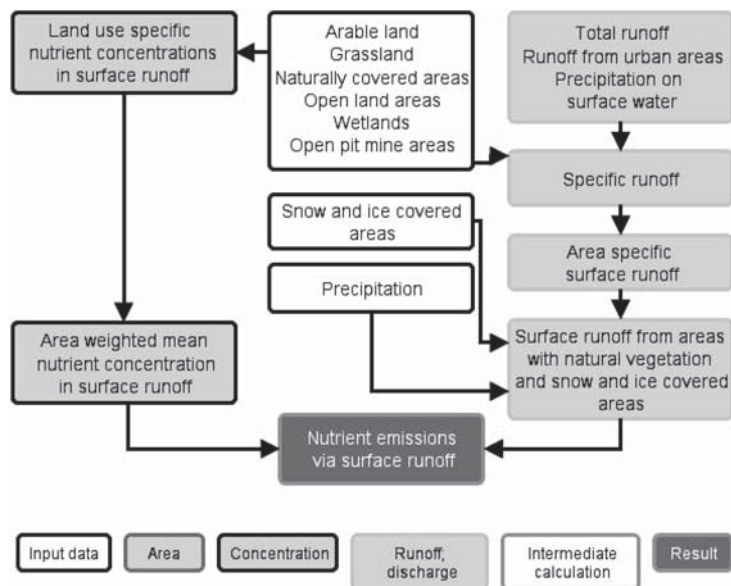 Land use specific
nutrient concentrations
in surface runoff
Arable land
Grassland
Naturally covered areas
Open land areas
Wetlands
Open pit mine areas
Total runoff
Runoff from urban areas
Precipitation on
surface water
Specific runoff
Snow and ice covered
areas
Area specific
surface runoff
Precipitation
Area weighted mean
nutrient concentration
in surface runoff
Surface runoff from areas
with natural vegetation
and snow and ice covered
areas
Nutrient emissions
via surface runoff
Input data
Area
Concentration
Runoff;
discharge
Intermediate
calculation
Result